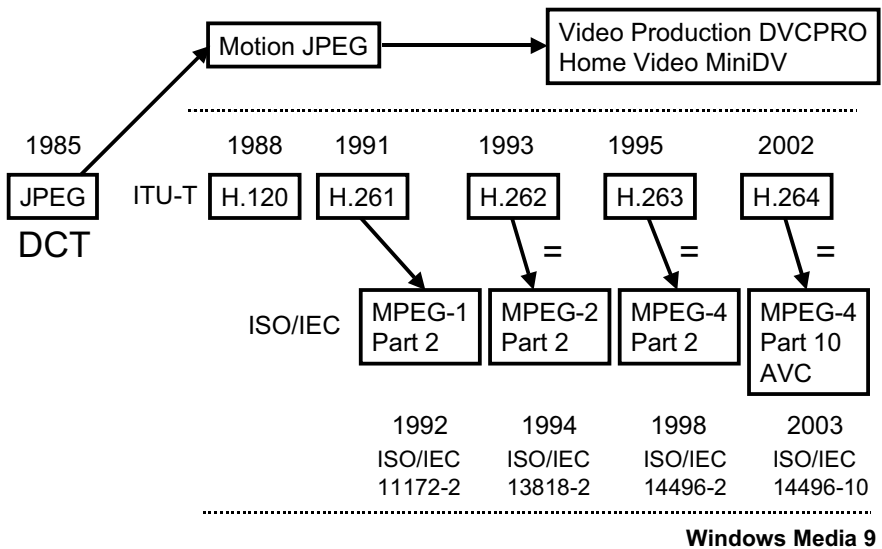 Motion JPEG
Video Production DVCPRO
Home Video MiniDV
1985 1988 1991 1993 1995 2002
JPEG ITU-T H.120 H.261 H.262 H.263 H.264
DCT
= = =
ISO/IEC
MPEG-1
Part 2
MPEG-2
Part 2
MPEG-4
Part 2
MPEG-4
Part 10
AVC
1992 1994 1998 2003
ISO/IEC ISO/IEC ISO/IEC ISO/IEC
11172-2 13818-2 14496-2 14496-10
Windows Media 9